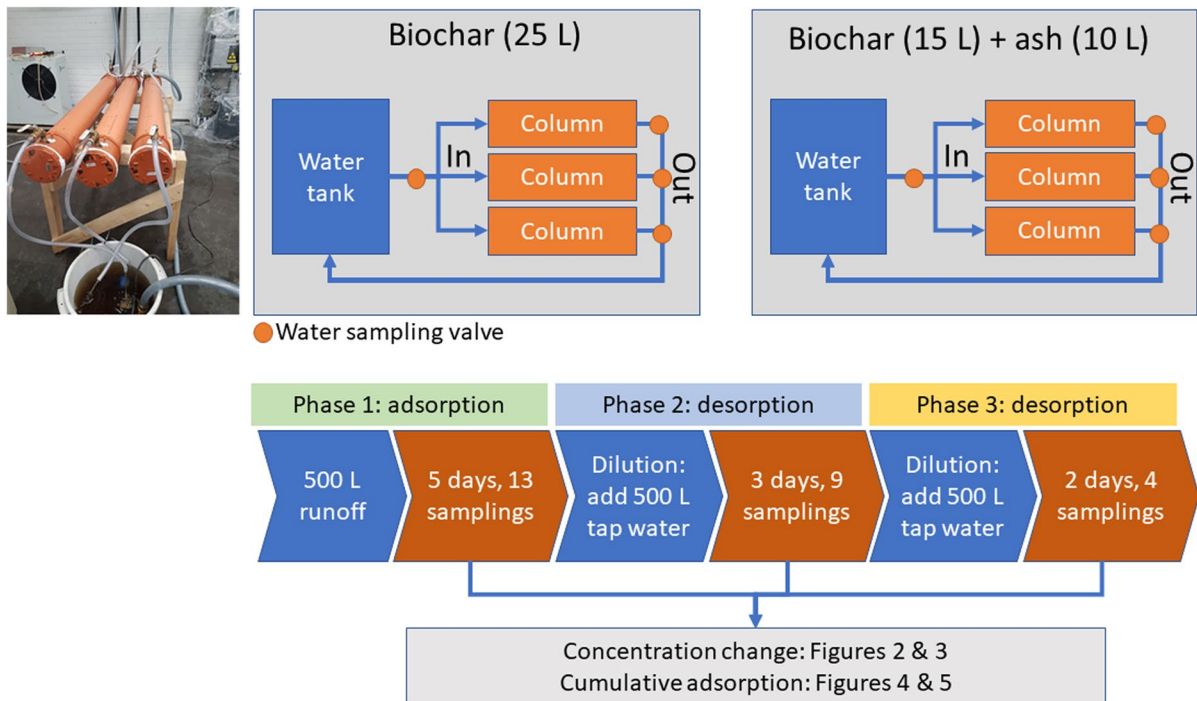 Biochar (25 L)
Water
tank
In
Column
Column
Column
Out
Biochar (15 L) + ash (10 L)
Water
tank
In
Column
Column
Column
Out
Water sampling valve
Phase 1: adsorption
Phase 2: desorption
Phase 3: desorption
500 L
runoff
5 days, 13
samplings
Dilution:
add 500 L
tap water
3 days, 9
samplings
Dilution:
add 500 L
tap water
2 days, 4
samplings
Concentration change: Figures 2 & 3
Cumulative adsorption: Figures 4 & 5